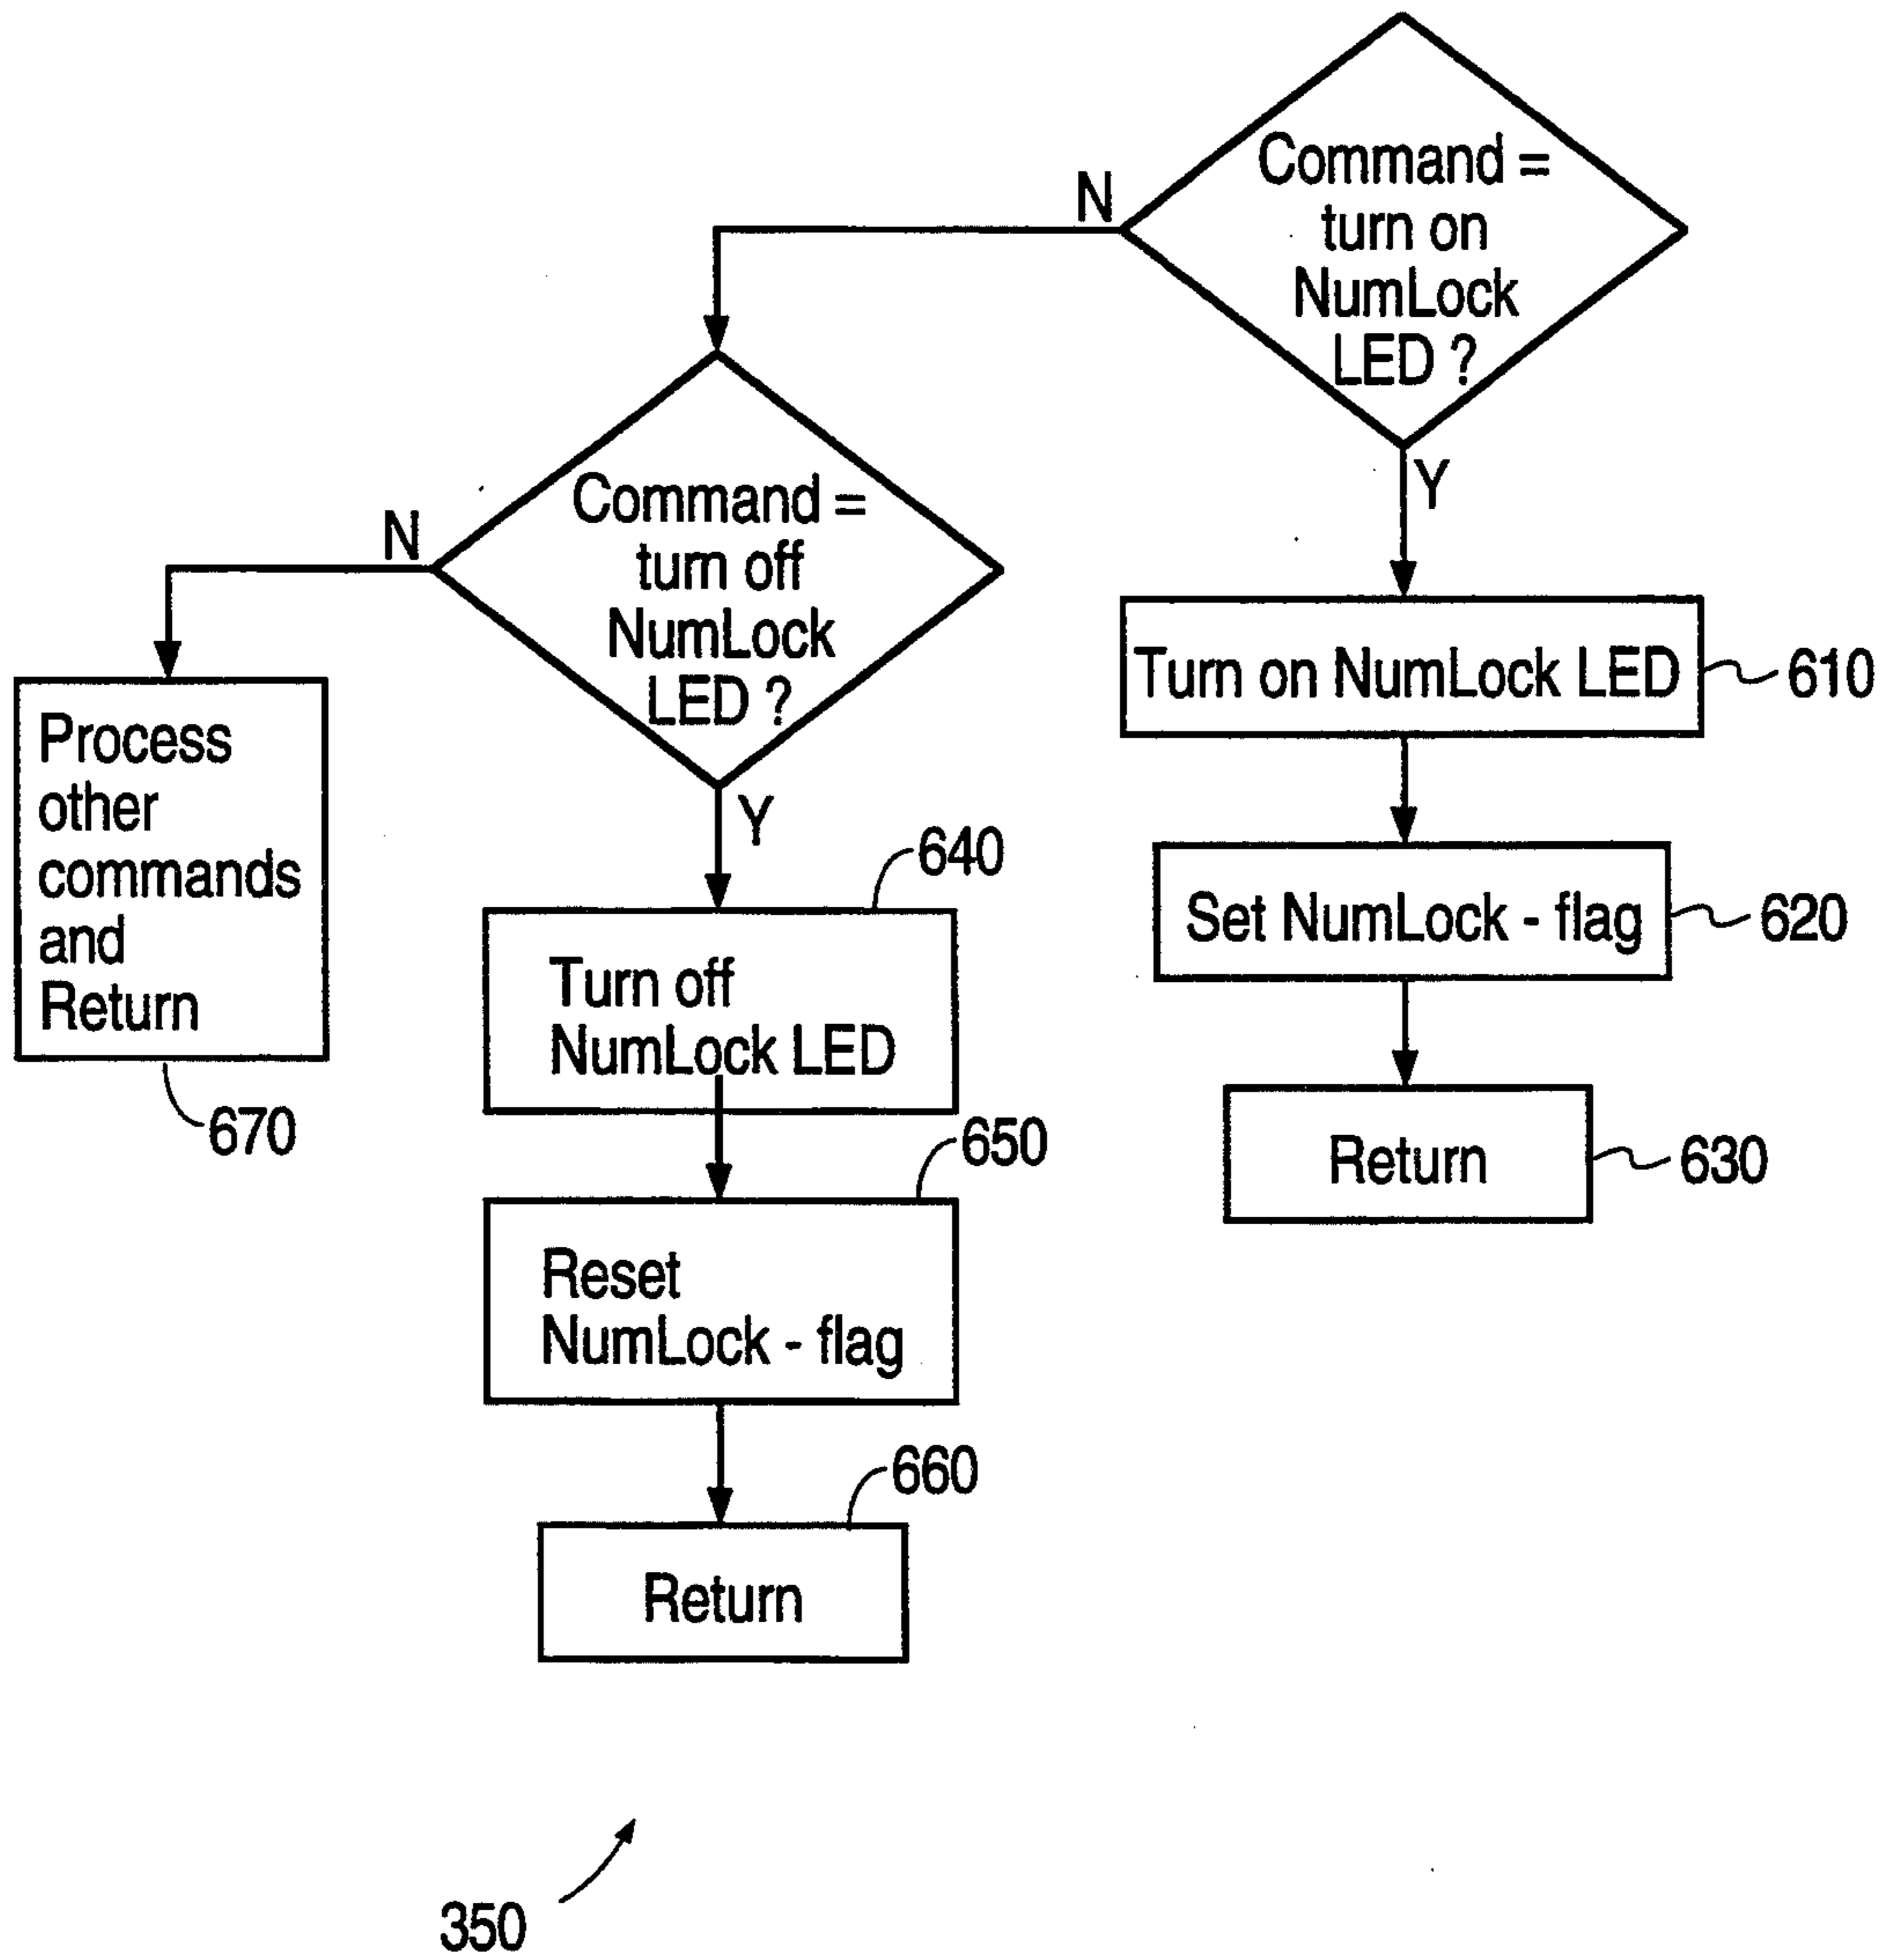 Command =
turn on
NumLock
LED ?
N
Y
Command =
turn off
NumLock
LED ?
N
Y
Turn on NumLock LED
610
Set NumLock - flag
620
Return
630
Process
other
commands
and
Return
670
640
Turn off
NumLock LED
650
Reset
NumLock - flag
660
Return
350